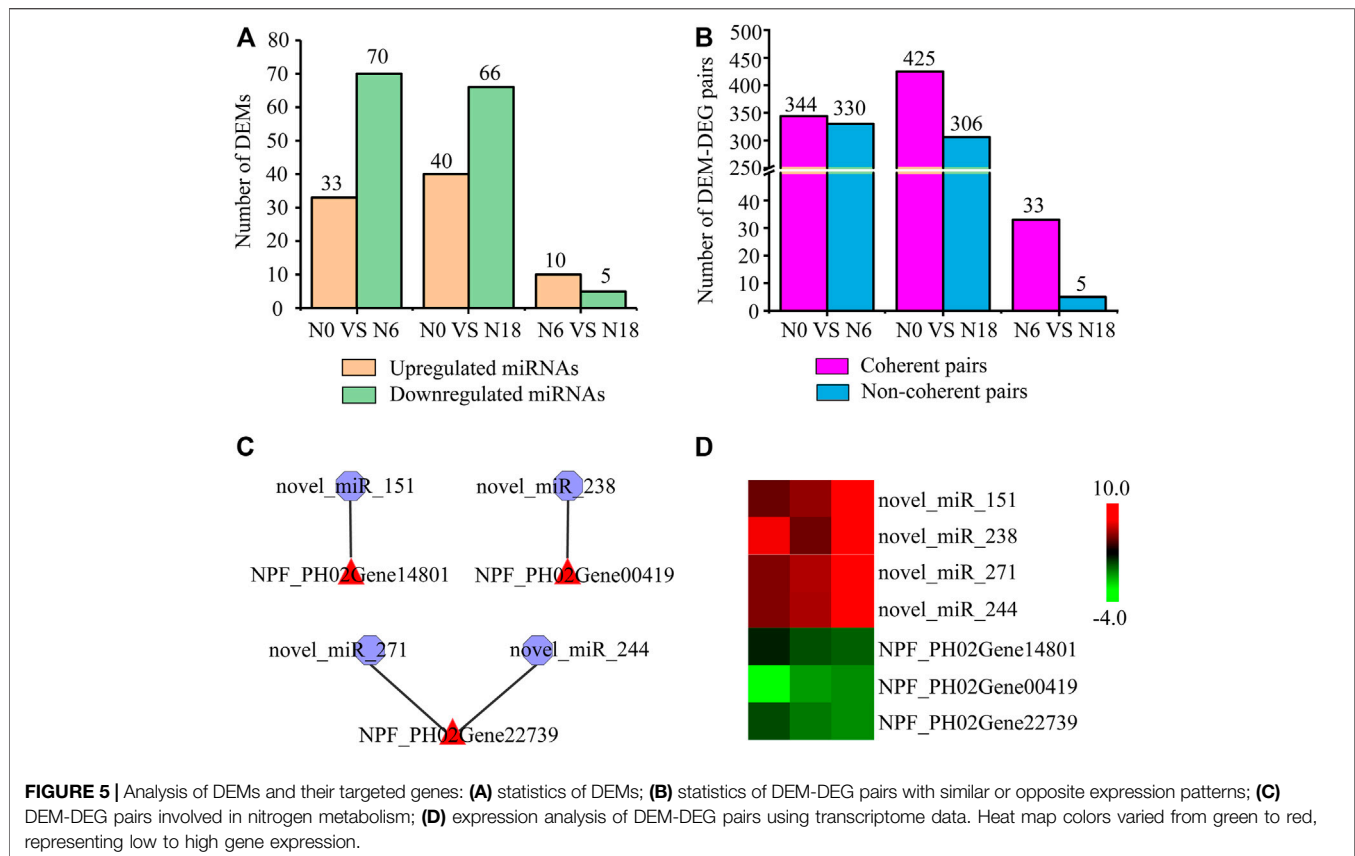 A
Number of DEMs
80
70
60
50
40
30
20
10
0
33
70
40
66
10
5
N0 VS N6
N0 VS N18
N6 VS N18
Upregulated miRNAs
Downregulated miRNAs
B
Number of DEM-DEG pairs
500
450
400
350
300
250
40
30
20
10
0
344
330
425
306
33
5
N0 VS N6
N0 VS N18
N6 VS N18
Coherent pairs
Non-coherent pairs
C
novel_miR_151
novel_miR_238
NPF_PH02Gene14801
NPF_PH02Gene00419
novel_miR_271
novel_miR_244
NPF_PH02Gene22739
D
novel_miR_151
novel_miR_238
novel_miR_271
novel_miR_244
NPF_PH02Gene14801
NPF_PH02Gene00419
NPF_PH02Gene22739
10.0
-4.0
FIGURE 5 | Analysis of DEMs and their targeted genes: (A) statistics of DEMs; (B) statistics of DEM-DEG pairs with similar or opposite expression patterns; (C)
DEM-DEG pairs involved in nitrogen metabolism; (D) expression analysis of DEM-DEG pairs using transcriptome data. Heat map colors varied from green to red,
representing low to high gene expression.